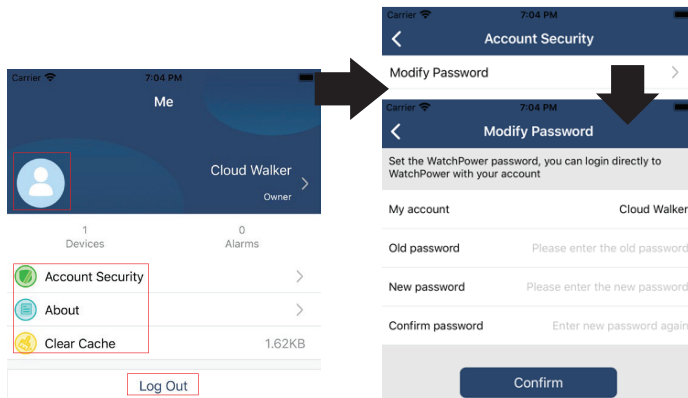 Carrier 7:04 PM
Me
Cloud Walker
Owner
1 0
Devices Alarms
Account Security
About
Clear Cache 1.62KB
Log Out
Carrier 7:04 PM
Account Security
Modify Password
Carrier 7:04 PM
Modify Password
Set the WatchPower password, you can login directly to
WatchPower with your account
My account Cloud Walker
Old password Please enter the old password
New password Please enter the new password
Confirm password Enter new password again
Confirm